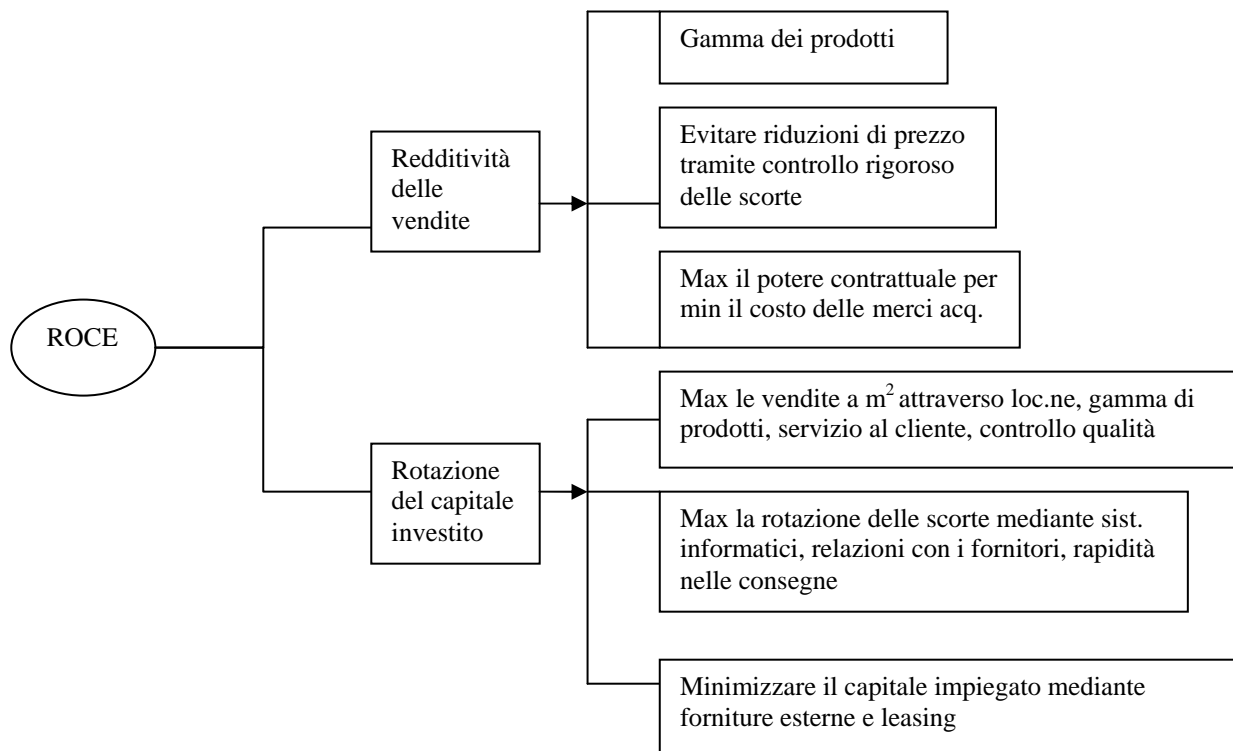 Gamma dei prodotti
Redditività
delle
vendite
Evitare riduzioni di prezzo
tramite controllo rigoroso
delle scorte
Max il potere contrattuale per
min il costo delle merci acq.
ROCE
Rotazione
del capitale
investito
Max le vendite a m² attraverso loc.ne, gamma di
prodotti, servizio al cliente, controllo qualità
Max la rotazione delle scorte mediante sist.
informatici, relazioni con i fornitori, rapidità
nelle consegne
Minimizzare il capitale impiegato mediante
forniture esterne e leasing